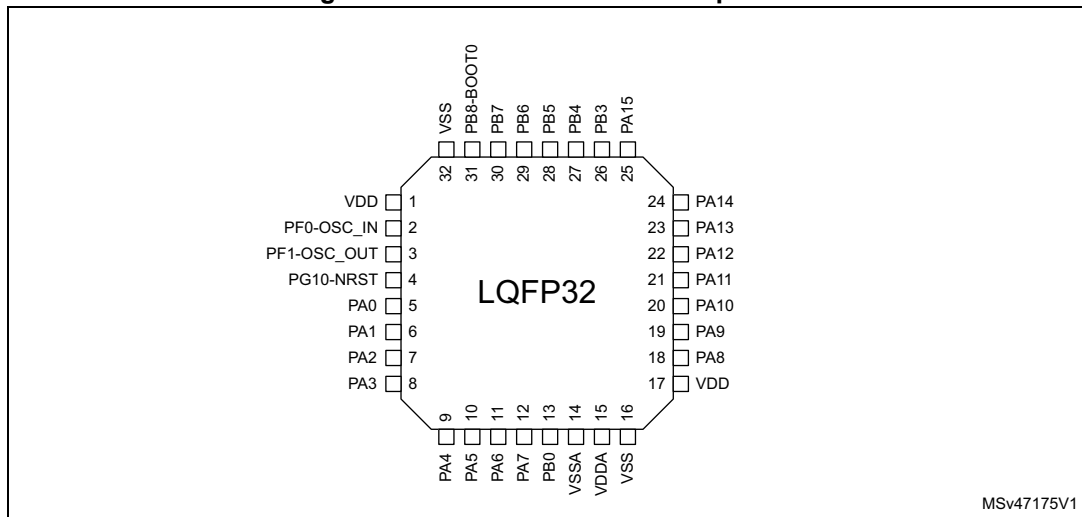 VSS
PB8-BOOT0
PB7
PB6
PB5
PB4
PB3
PA15
32
31
30
29
28
27
26
25
VDD 1
PF0-OSC_IN 2
PF1-OSC_OUT 3
PG10-NRST 4
PA0 5
PA1 6
PA2 7
PA3 8
LQFP32
24 PA14
23 PA13
22 PA12
21 PA11
20 PA10
19 PA9
18 PA8
17 VDD
9
10
11
12
13
14
15
16
PA4
PA5
PA6
PA7
PB0
VSSA
VDDA
VSS
MSv47175V1